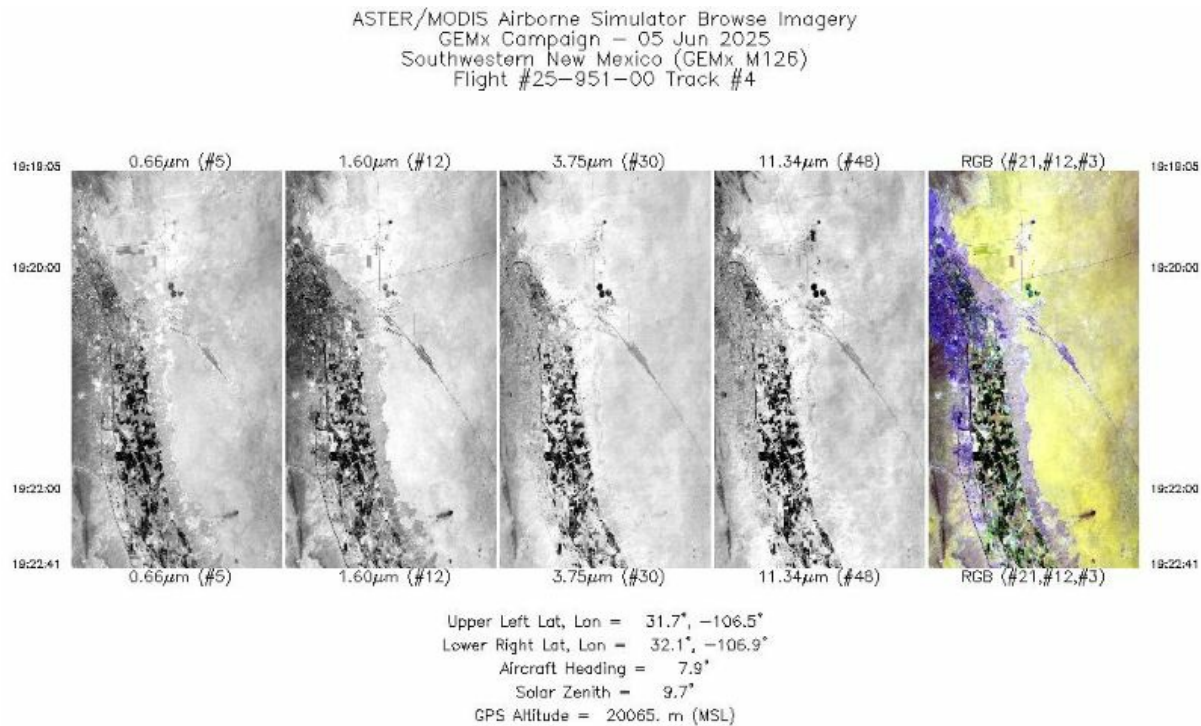 ASTER/MODIS Airborne Simulator Browse Imagery
GEMx Campaign – 05 Jun 2025
Southwestern New Mexico (GEMx M126)
Flight #25–951–00 Track #4
0.66μm (#5) 1.60μm (#12) 3.75μm (#30) 11.34μm (#48) RGB (#21,#12,#3)
19:19:05 19:19:05
19:20:00 19:20:00
19:22:00 19:22:00
19:22:41 19:22:41
0.66μm (#5) 1.60μm (#12) 3.75μm (#30) 11.34μm (#48) RGB (#21,#12,#3)
Upper Left Lat, Lon = 31.7°, −106.5°
Lower Right Lat, Lon = 32.1°, −106.9°
Aircraft Heading = 7.9°
Solar Zenith = 9.7°
GPS Altitude = 20065. m (MSL)